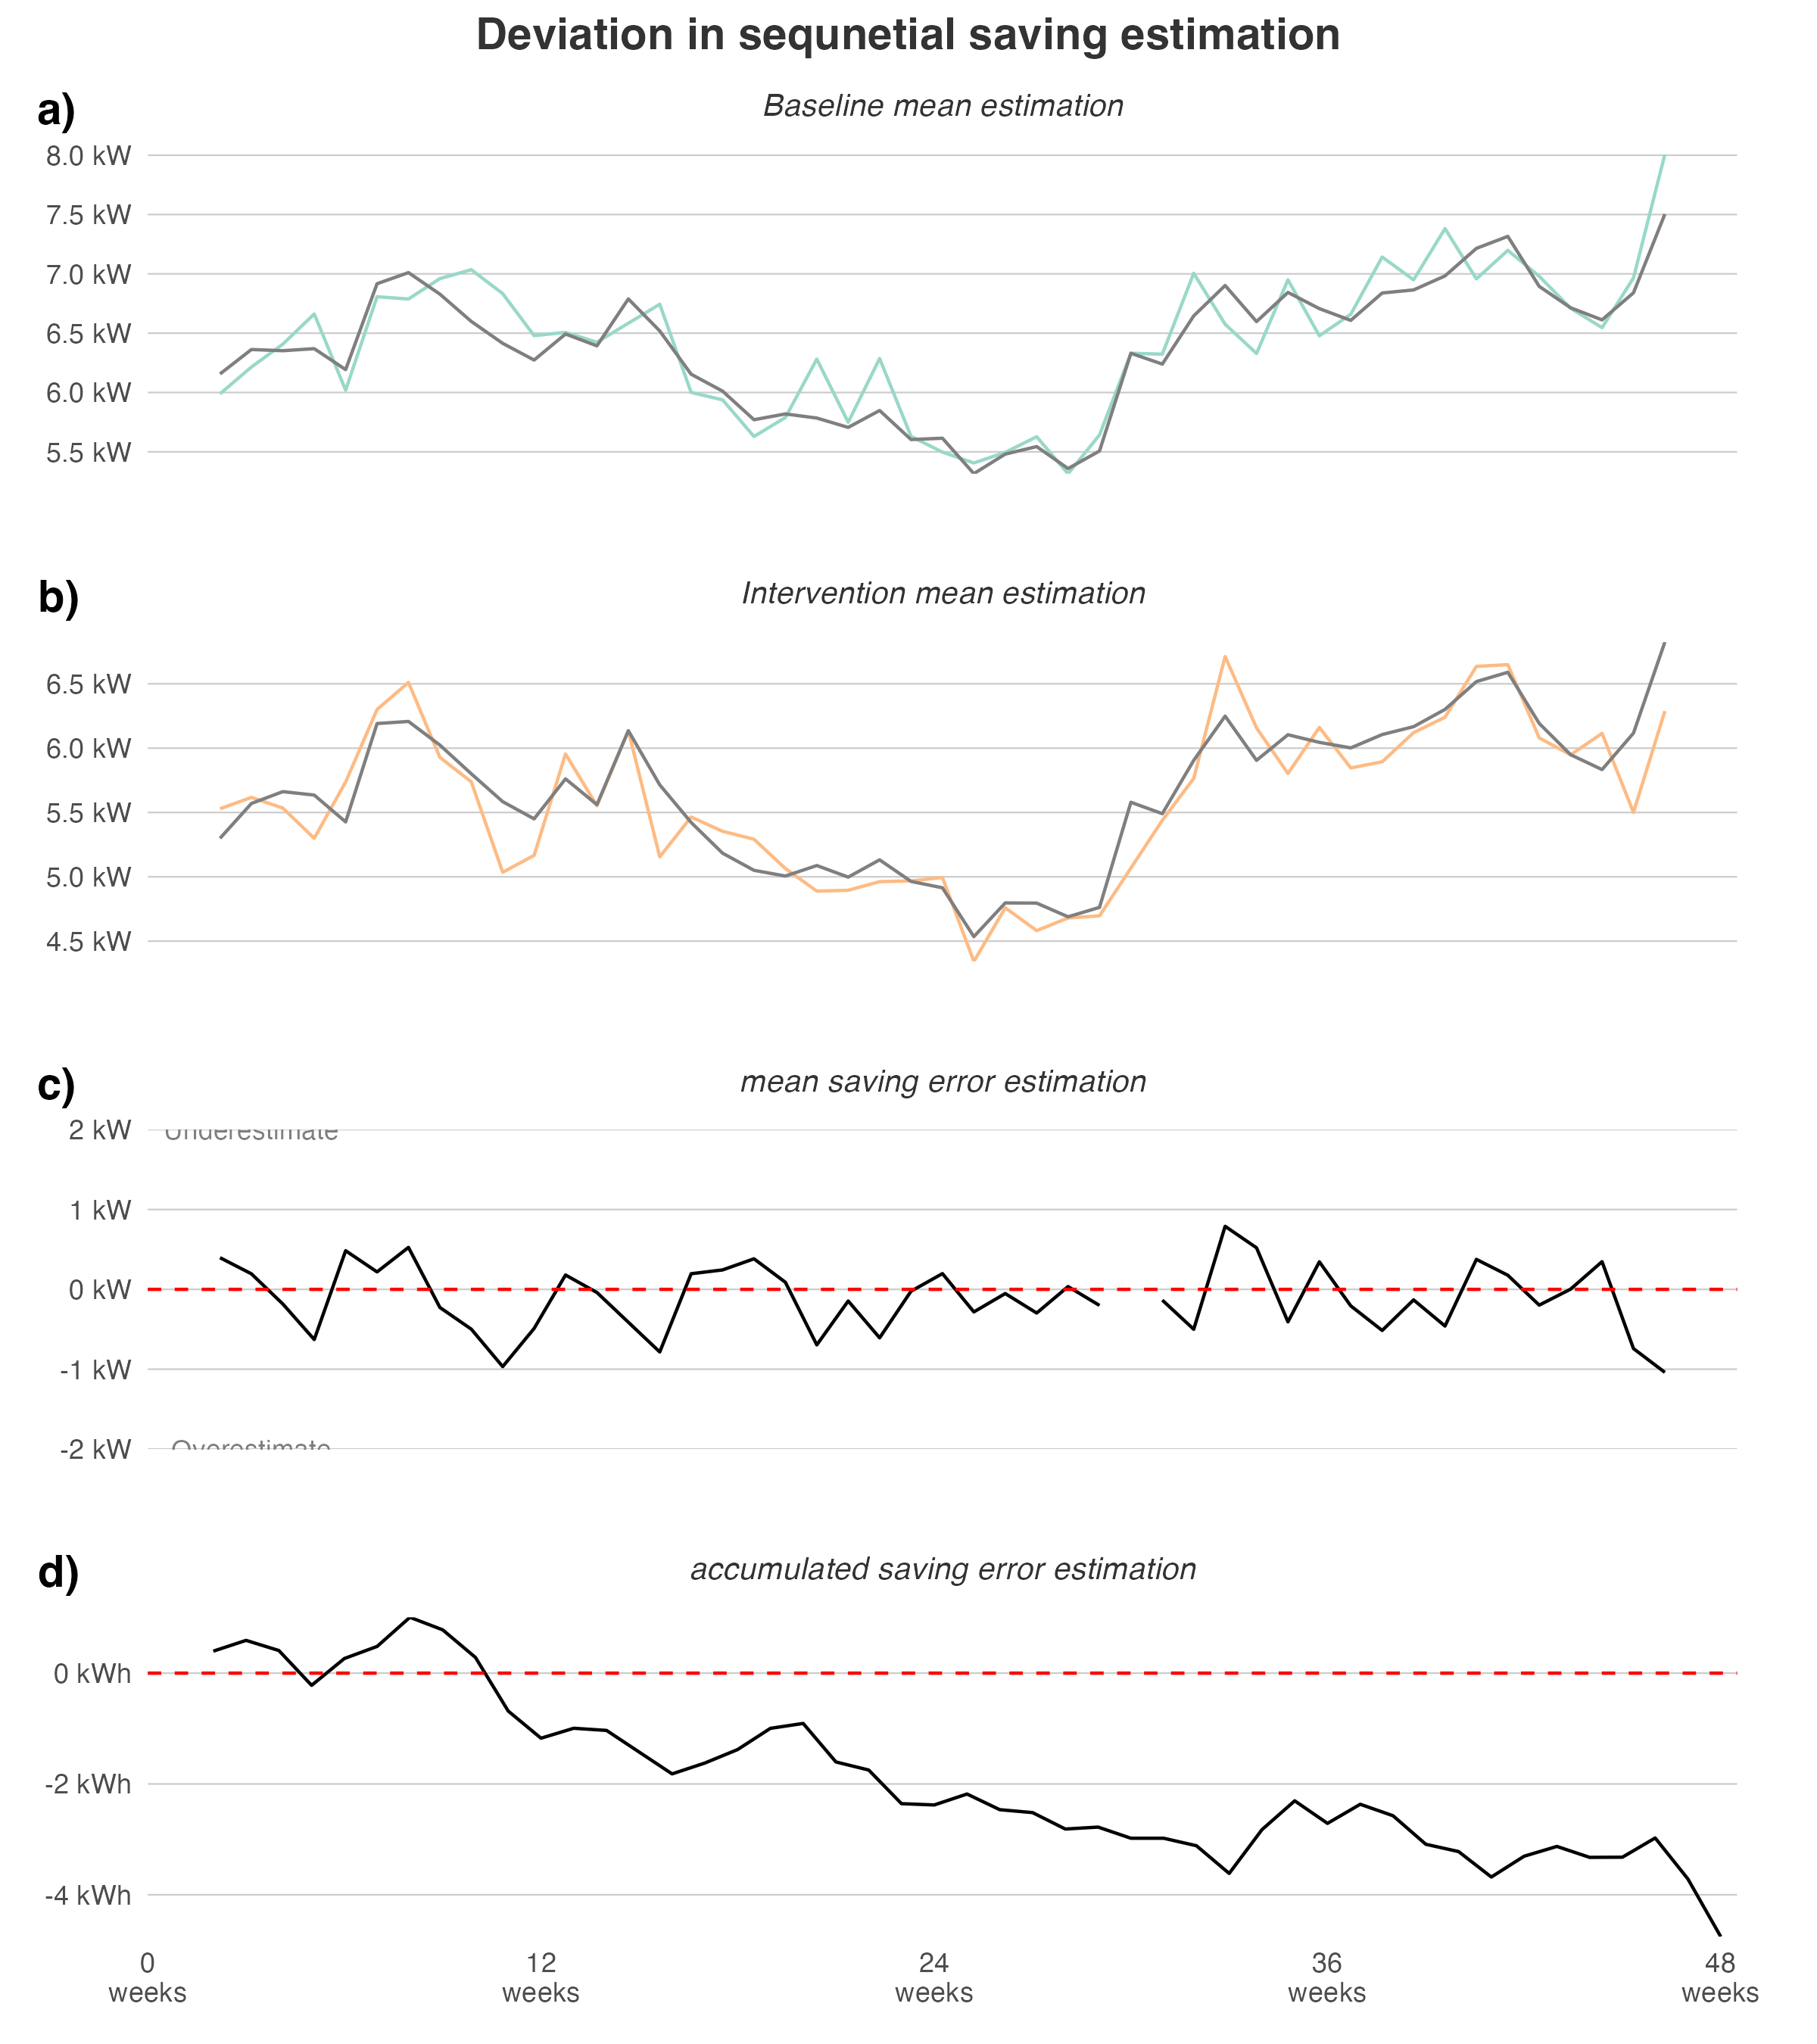 Deviation in sequnetial saving estimation
a)
Baseline mean estimation
8.0 kW
7.5 kW
7.0 kW
6.5 kW
6.0 kW
5.5 kW
b)
Intervention mean estimation
6.5 kW
6.0 kW
5.5 kW
5.0 kW
4.5 kW
c)
mean saving error estimation
2 kW
Underestimate
1 kW
0 kW
-1 kW
Overestimate
-2 kW
d)
accumulated saving error estimation
0 kWh
-2 kWh
-4 kWh
0 12 24 36 48
weeks weeks weeks weeks weeks